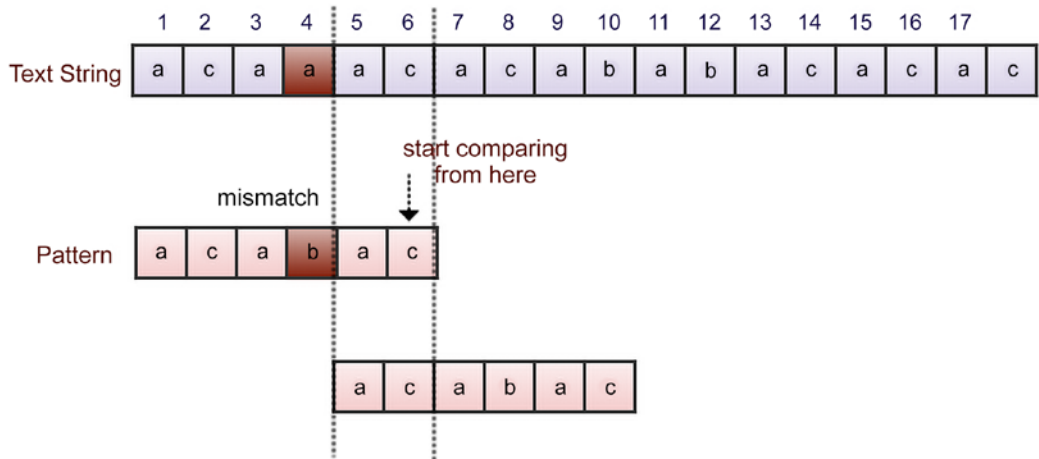 1 2 3 4 5 6 7 8 9 10 11 12 13 14 15 16 17
Text String a c a a a c a c a b a b a c a c a c
start comparing
from here
mismatch
Pattern a c a b a c
a c a b a c